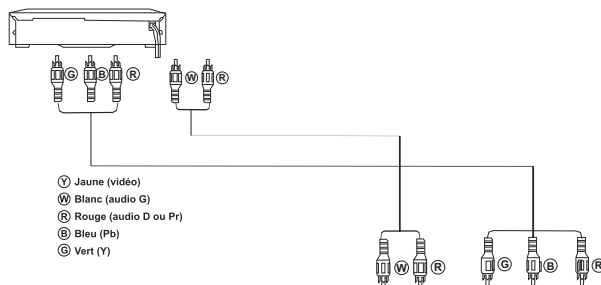 G B R W R
Y Jaune (vidéo)
W Blanc (audio G)
R Rouge (audio D ou Pr)
B Bleu (Pb)
G Vert (Y)
W R G B R